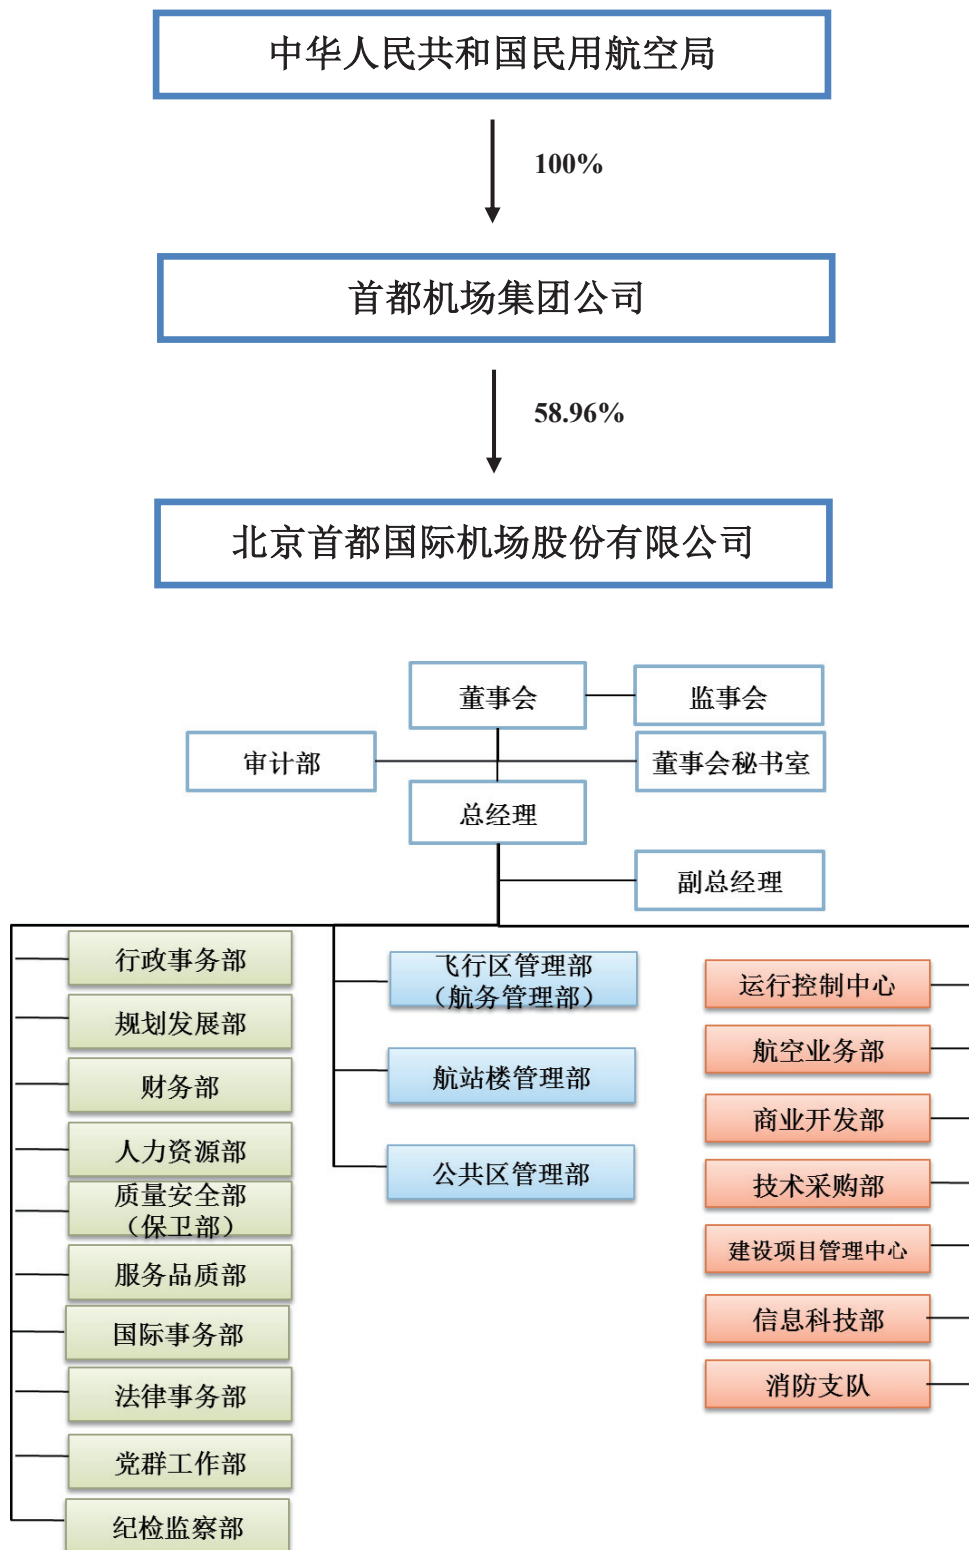 中华人民共和国民用航空局
100%
首都机场集团公司
58.96%
北京首都国际机场股份有限公司
董事会
监事会
审计部
董事会秘书室
总经理
副总经理
行政事务部
规划发展部
财务部
人力资源部
质量安全部
（保卫部）
服务品质部
国际事务部
法律事务部
党群工作部
纪检监察部
飞行区管理部
（航务管理部）
航站楼管理部
公共区管理部
运行控制中心
航空业务部
商业开发部
技术采购部
建设项目管理中心
信息科技部
消防支队